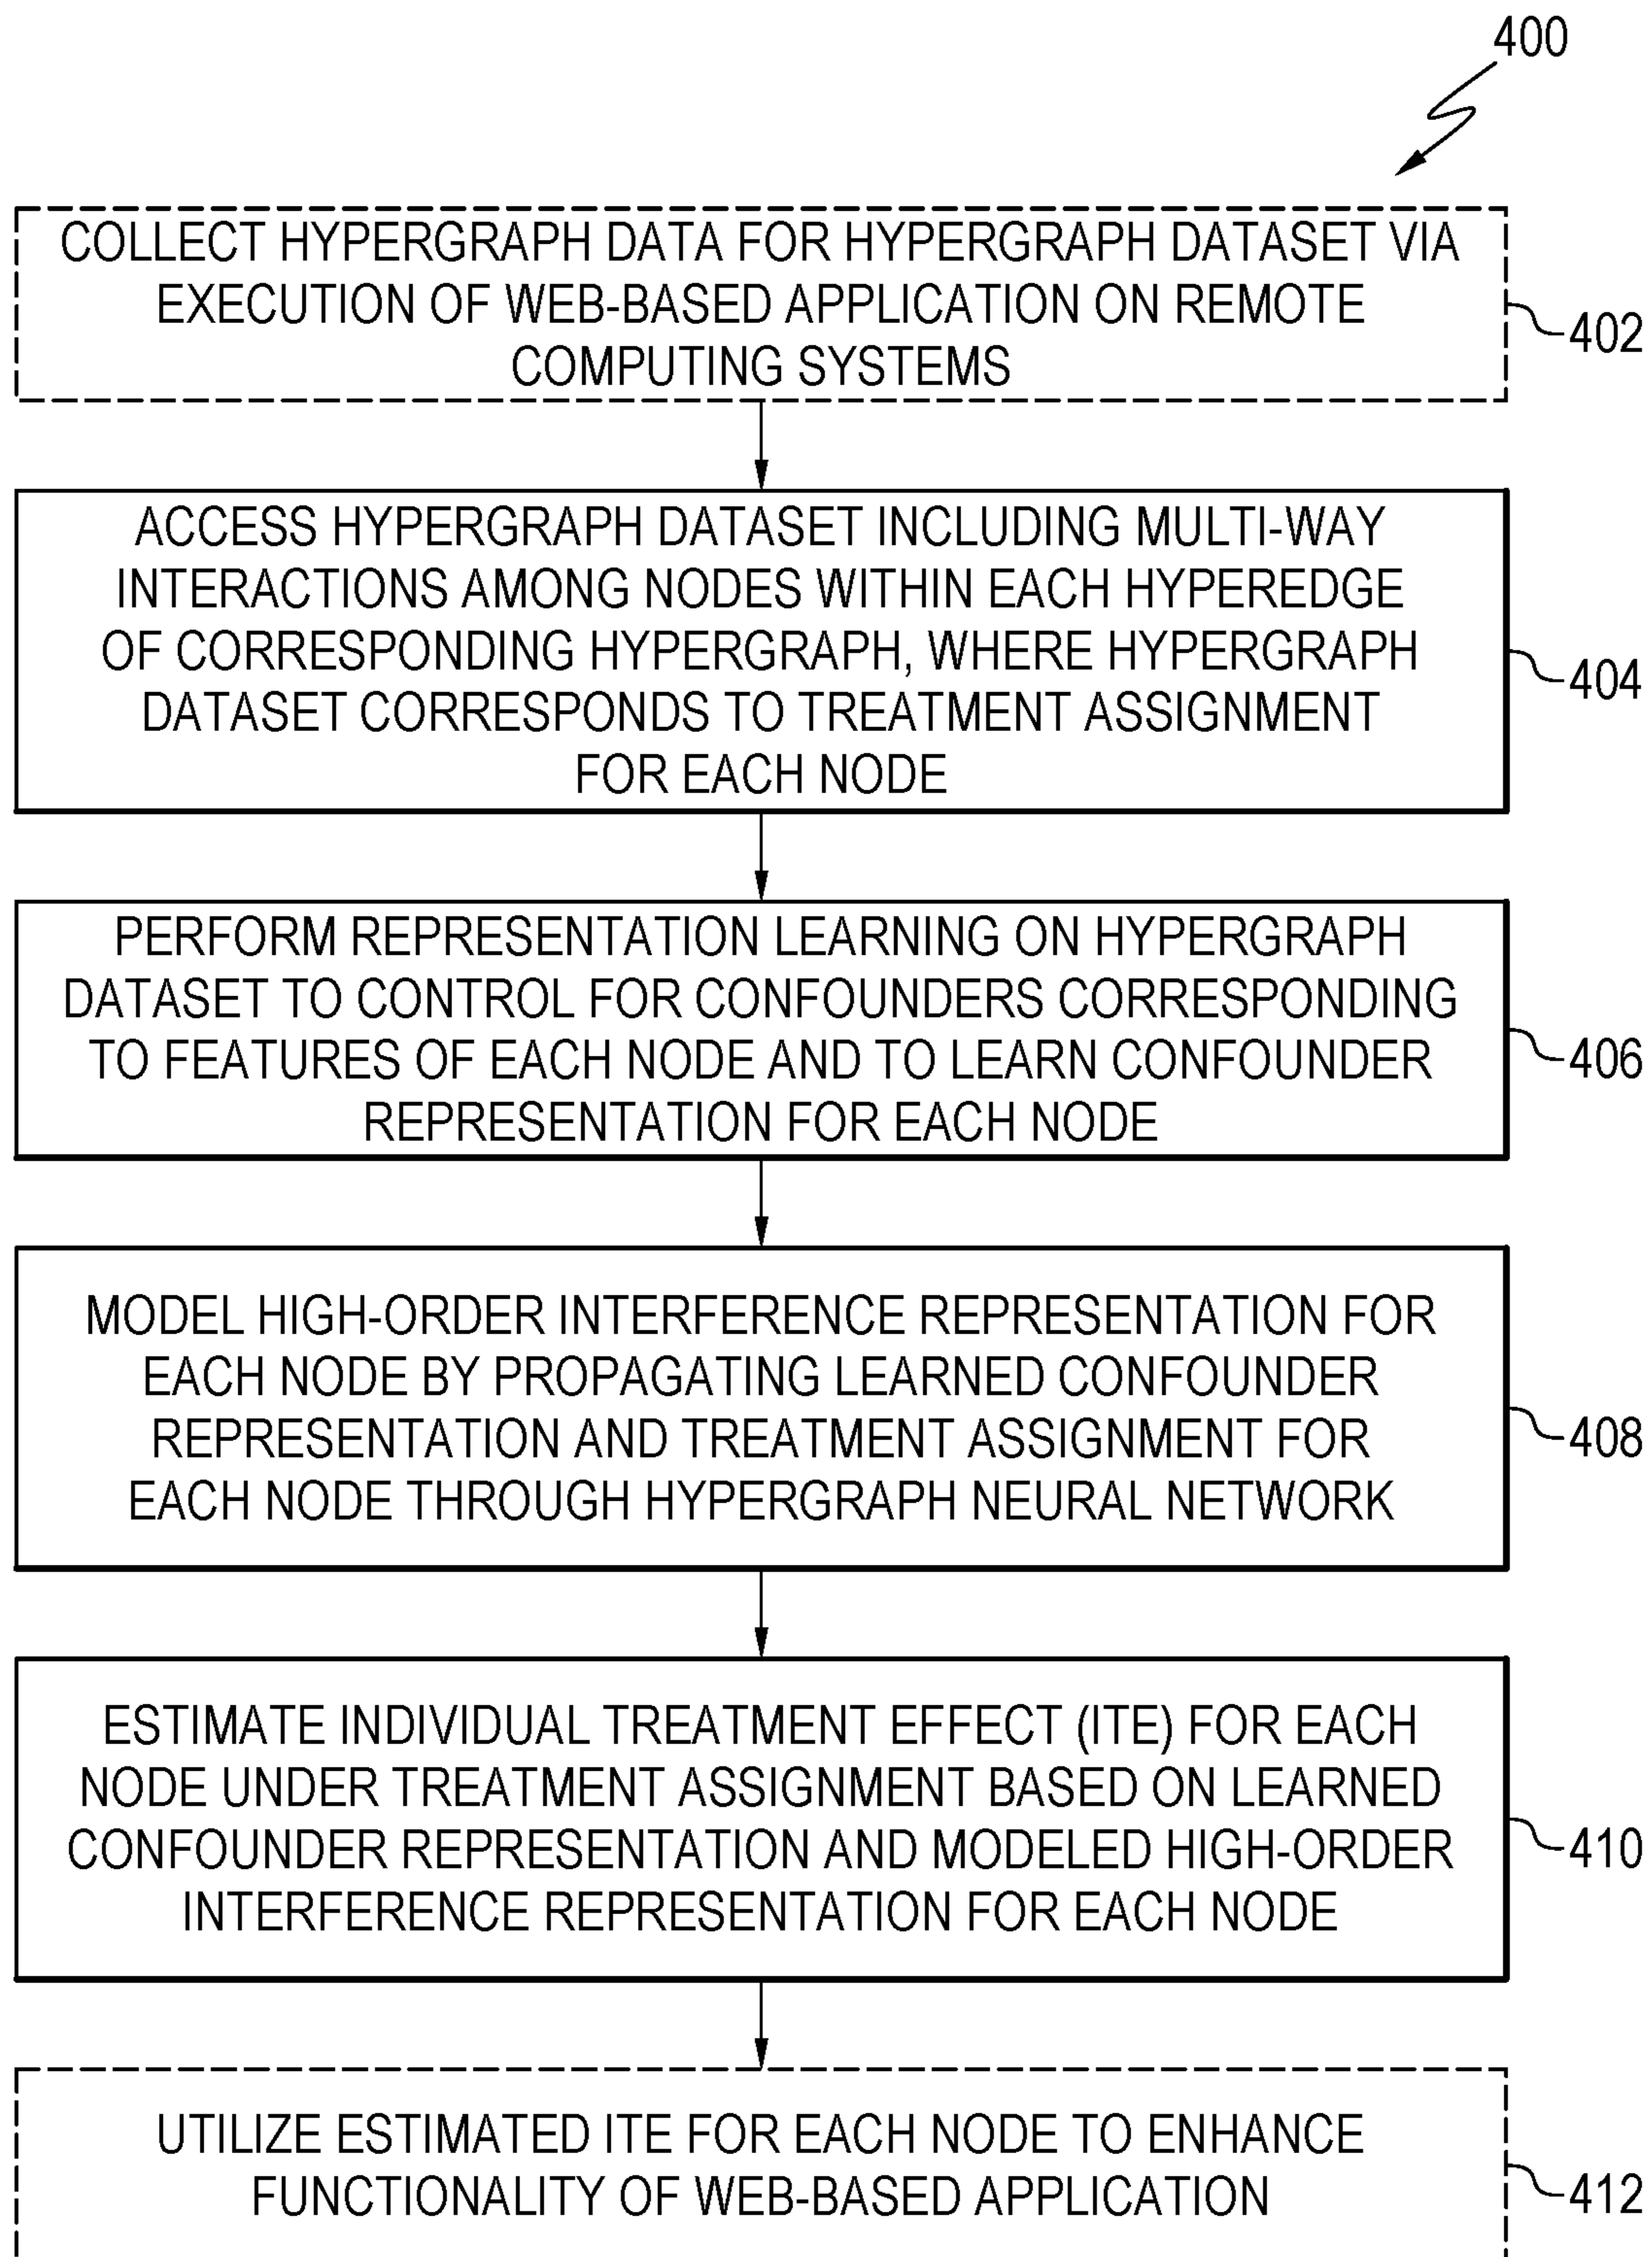 400
COLLECT HYPERGRAPH DATA FOR HYPERGRAPH DATASET VIA
EXECUTION OF WEB-BASED APPLICATION ON REMOTE
COMPUTING SYSTEMS
402
ACCESS HYPERGRAPH DATASET INCLUDING MULTI-WAY
INTERACTIONS AMONG NODES WITHIN EACH HYPEREDGE
OF CORRESPONDING HYPERGRAPH, WHERE HYPERGRAPH
DATASET CORRESPONDS TO TREATMENT ASSIGNMENT
FOR EACH NODE
404
PERFORM REPRESENTATION LEARNING ON HYPERGRAPH
DATASET TO CONTROL FOR CONFOUNDERS CORRESPONDING
TO FEATURES OF EACH NODE AND TO LEARN CONFOUNDER
REPRESENTATION FOR EACH NODE
406
MODEL HIGH-ORDER INTERFERENCE REPRESENTATION FOR
EACH NODE BY PROPAGATING LEARNED CONFOUNDER
REPRESENTATION AND TREATMENT ASSIGNMENT FOR
EACH NODE THROUGH HYPERGRAPH NEURAL NETWORK
408
ESTIMATE INDIVIDUAL TREATMENT EFFECT (ITE) FOR EACH
NODE UNDER TREATMENT ASSIGNMENT BASED ON LEARNED
CONFOUNDER REPRESENTATION AND MODELED HIGH-ORDER
INTERFERENCE REPRESENTATION FOR EACH NODE
410
UTILIZE ESTIMATED ITE FOR EACH NODE TO ENHANCE
FUNCTIONALITY OF WEB-BASED APPLICATION
412